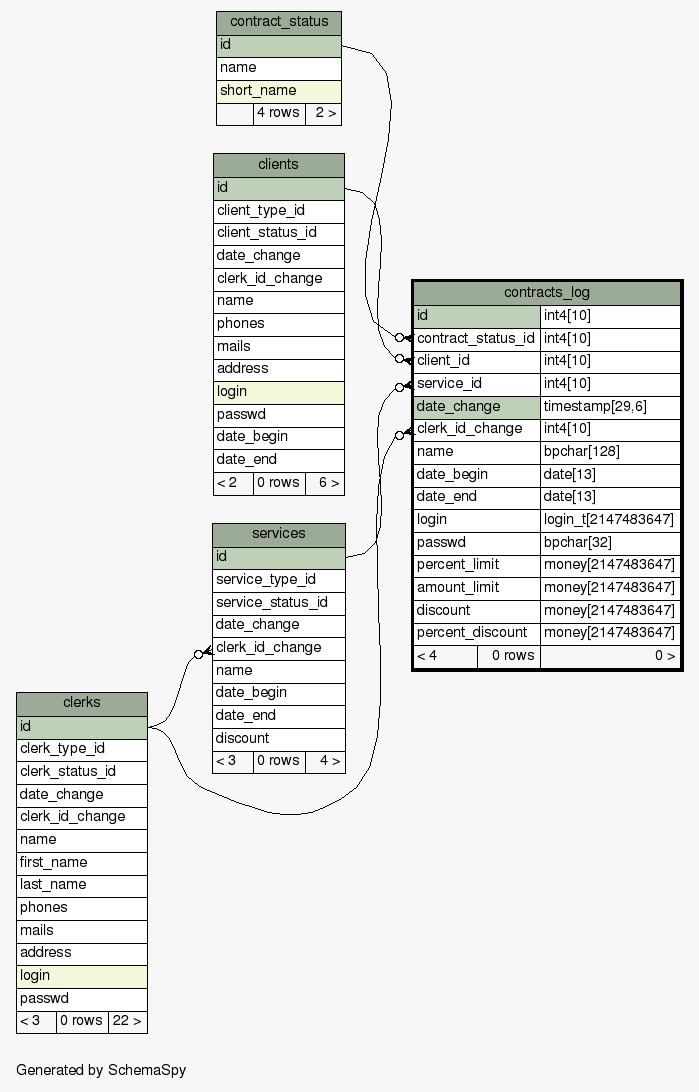 contract_status
id
name
short_name
4 rows 2 >
clients
id
client_type_id
client_status_id
date_change
clerk_id_change
name
phones
mails
address
login
passwd
date_begin
date_end
< 2 0 rows 6 >
contracts_log
id int4[10]
contract_status_id int4[10]
client_id int4[10]
service_id int4[10]
date_change timestamp[29,6]
clerk_id_change int4[10]
name bpchar[128]
date_begin date[13]
date_end date[13]
login login_t[2147483647]
passwd bpchar[32]
percent_limit money[2147483647]
amount_limit money[2147483647]
discount money[2147483647]
percent_discount money[2147483647]
< 4 0 rows 0 >
services
id
service_type_id
service_status_id
date_change
clerk_id_change
name
date_begin
date_end
discount
< 3 0 rows 4 >
clerks
id
clerk_type_id
clerk_status_id
date_change
clerk_id_change
name
first_name
last_name
phones
mails
address
login
passwd
< 3 0 rows 22 >
Generated by SchemaSpy